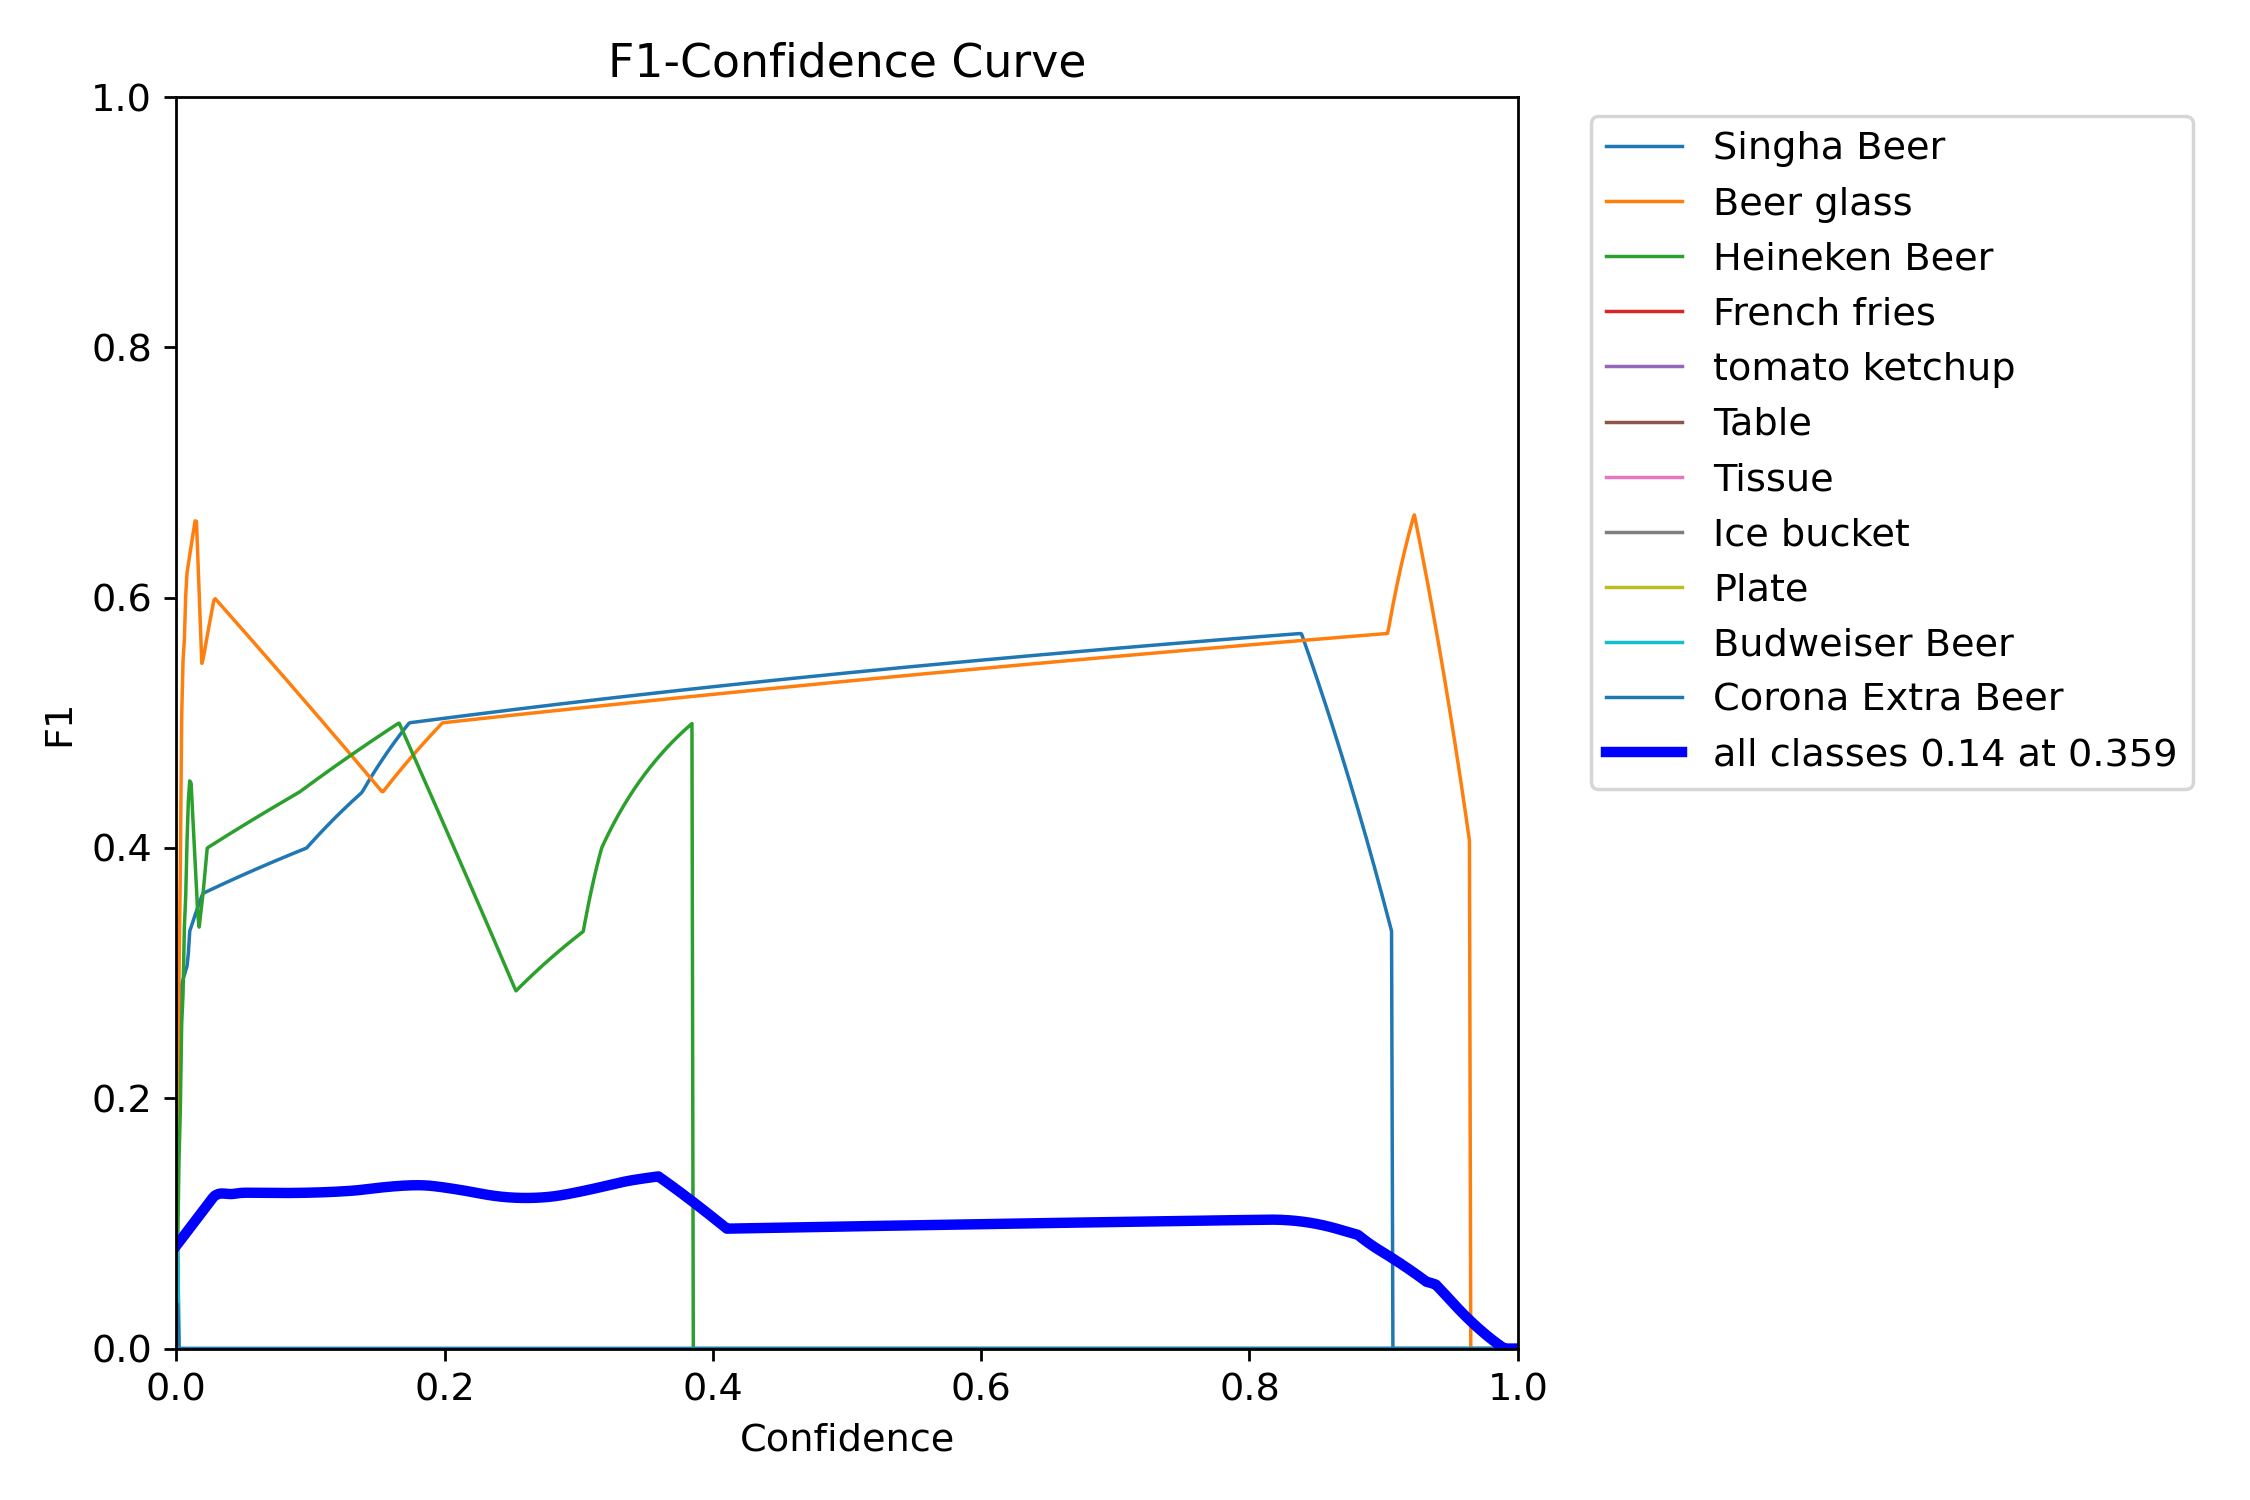 F1-Confidence Curve
1.0
0.8
0.6
0.4
0.2
0.0
F1
0.0 0.2 0.4 0.6 0.8 1.0
Confidence
Singha Beer
Beer glass
Heineken Beer
French fries
tomato ketchup
Table
Tissue
Ice bucket
Plate
Budweiser Beer
Corona Extra Beer
all classes 0.14 at 0.359